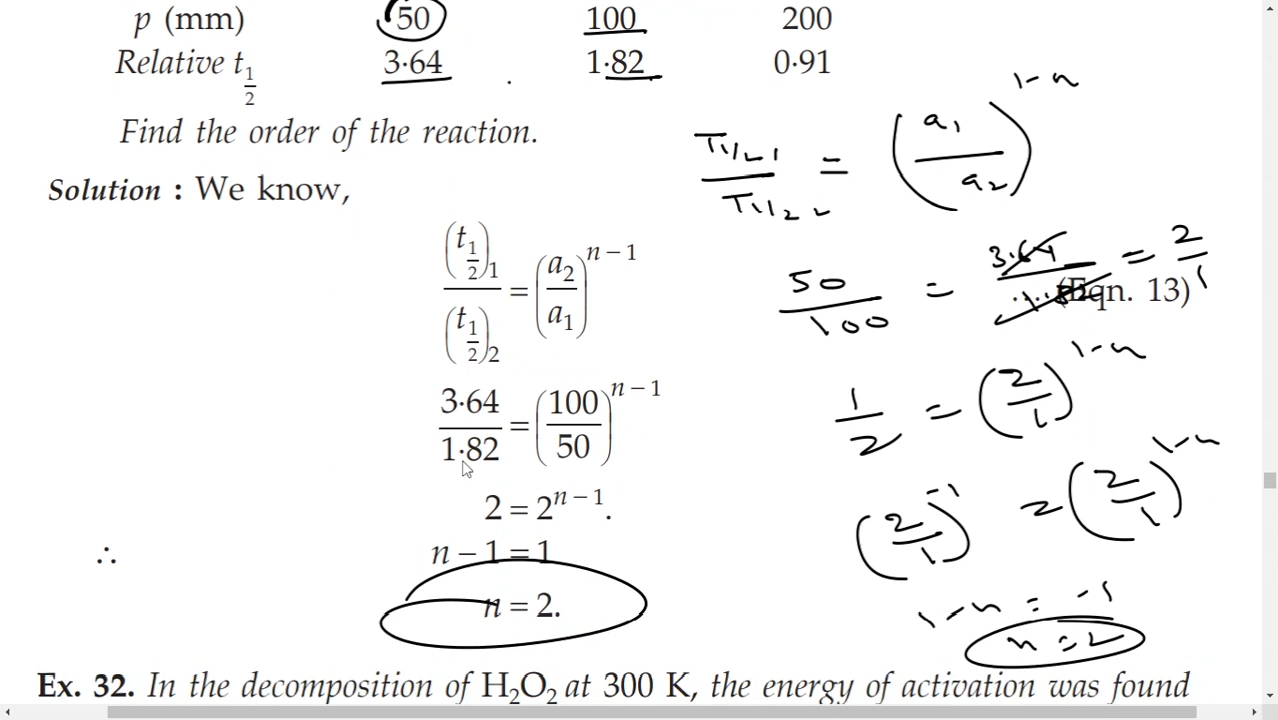 p (mm) 50 100 200
Relative t 1/2 3·64 1·82 0·91
Find the order of the reaction.
Solution : We know,
(t 1/2)1 / (t 1/2)2 = (a2 / a1)^n – 1 (Eqn. 13)
3·64 / 1·82 = (100 / 50)^n – 1
2 = 2^n – 1.
∴ n – 1 = 1
n = 2.
T1/2 1 / T1/2 2 = (a1 / a2)^1-n
50 / 100 = 3.64 / = 2 / 1
1 / 2 = (2 / 1)^1-n
(2 / 1)^-1 = (2 / 1)^1-n
1-n = -1
n = 2
Ex. 32. In the decomposition of H2O2 at 300 K, the energy of activation was found